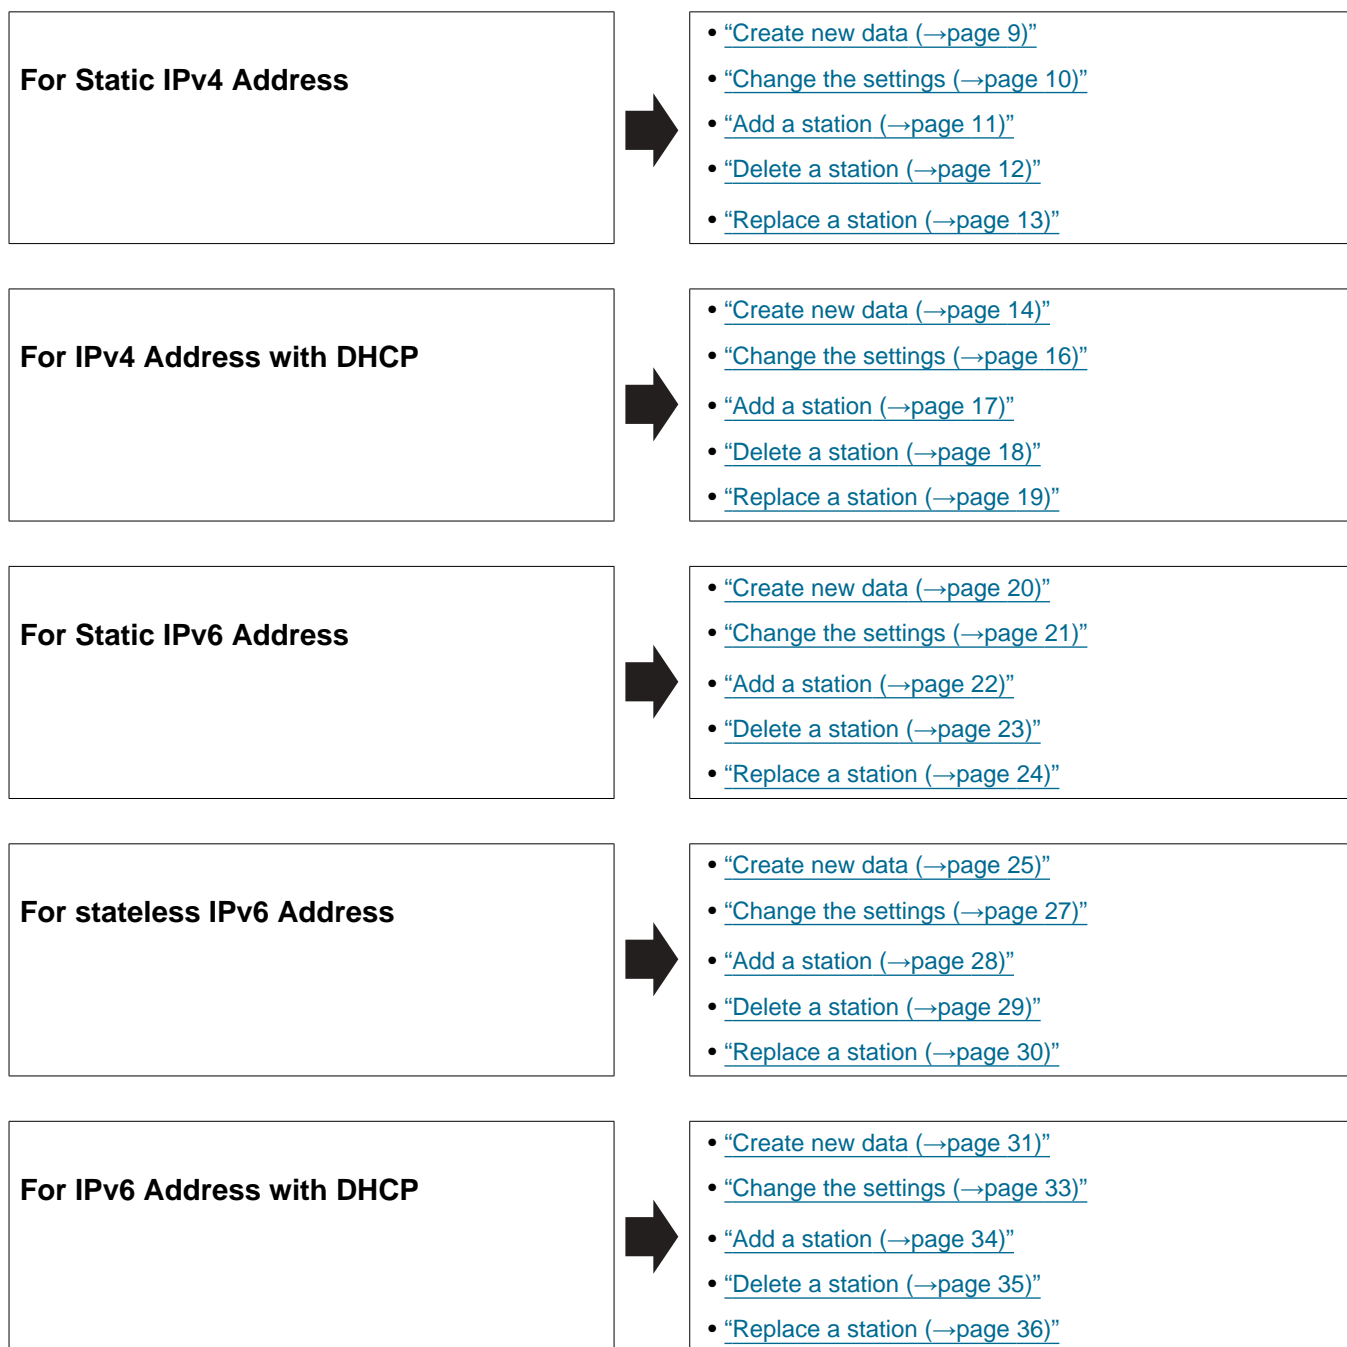 For Static IPv4 Address
• “Create new data (→page 9)”
• “Change the settings (→page 10)”
• “Add a station (→page 11)”
• “Delete a station (→page 12)”
• “Replace a station (→page 13)”
For IPv4 Address with DHCP
• “Create new data (→page 14)”
• “Change the settings (→page 16)”
• “Add a station (→page 17)”
• “Delete a station (→page 18)”
• “Replace a station (→page 19)”
For Static IPv6 Address
• “Create new data (→page 20)”
• “Change the settings (→page 21)”
• “Add a station (→page 22)”
• “Delete a station (→page 23)”
• “Replace a station (→page 24)”
For stateless IPv6 Address
• “Create new data (→page 25)”
• “Change the settings (→page 27)”
• “Add a station (→page 28)”
• “Delete a station (→page 29)”
• “Replace a station (→page 30)”
For IPv6 Address with DHCP
• “Create new data (→page 31)”
• “Change the settings (→page 33)”
• “Add a station (→page 34)”
• “Delete a station (→page 35)”
• “Replace a station (→page 36)”